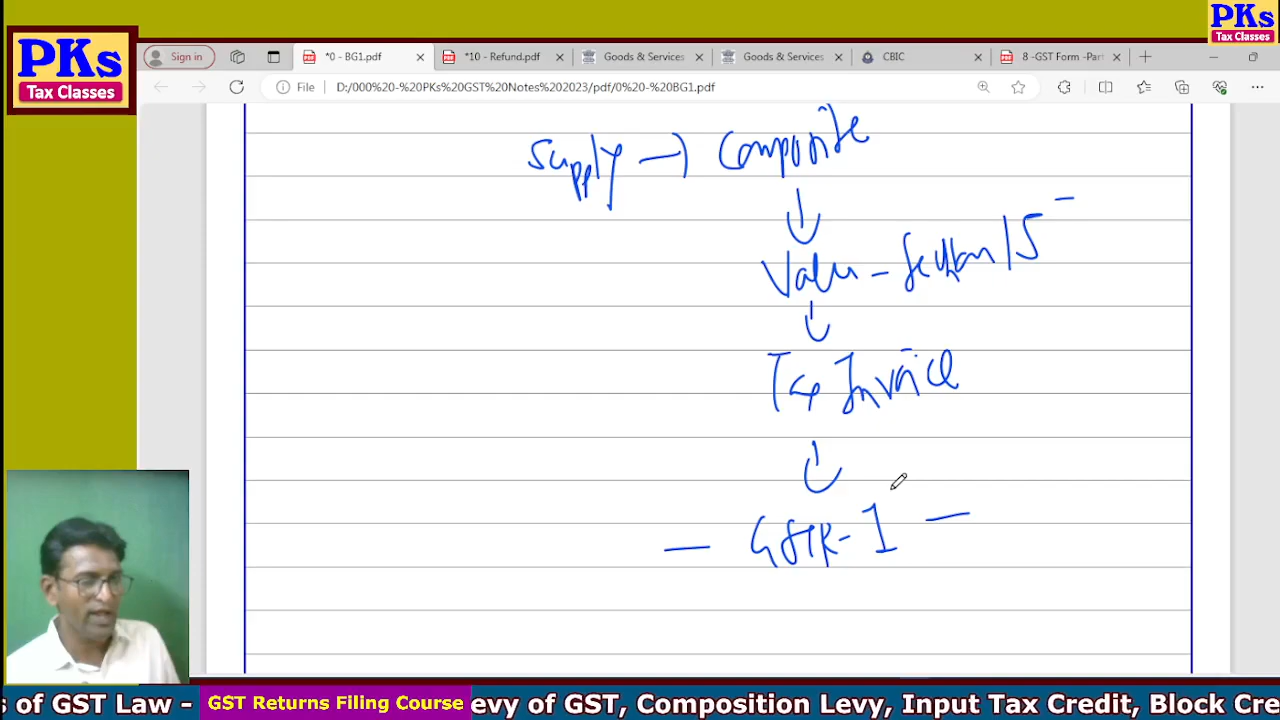 PKs
Tax Classes
PKs
Tax Classes
Sign in
*0 - BG1.pdf
*10 - Refund.pdf
Goods & Services
Goods & Services
CBIC
8 -GST Form -Part
File
D:/000%20-%20PKs%20GST%20Notes%202023/pdf/0%20-%20BG1.pdf
Supply → Composite
↓
Value - Section 15
↓
Tax Invoice
↓
— GSTR-1 —
s of GST Law - GST Returns Filing Course evy of GST, Composition Levy, Input Tax Credit, Block Cre